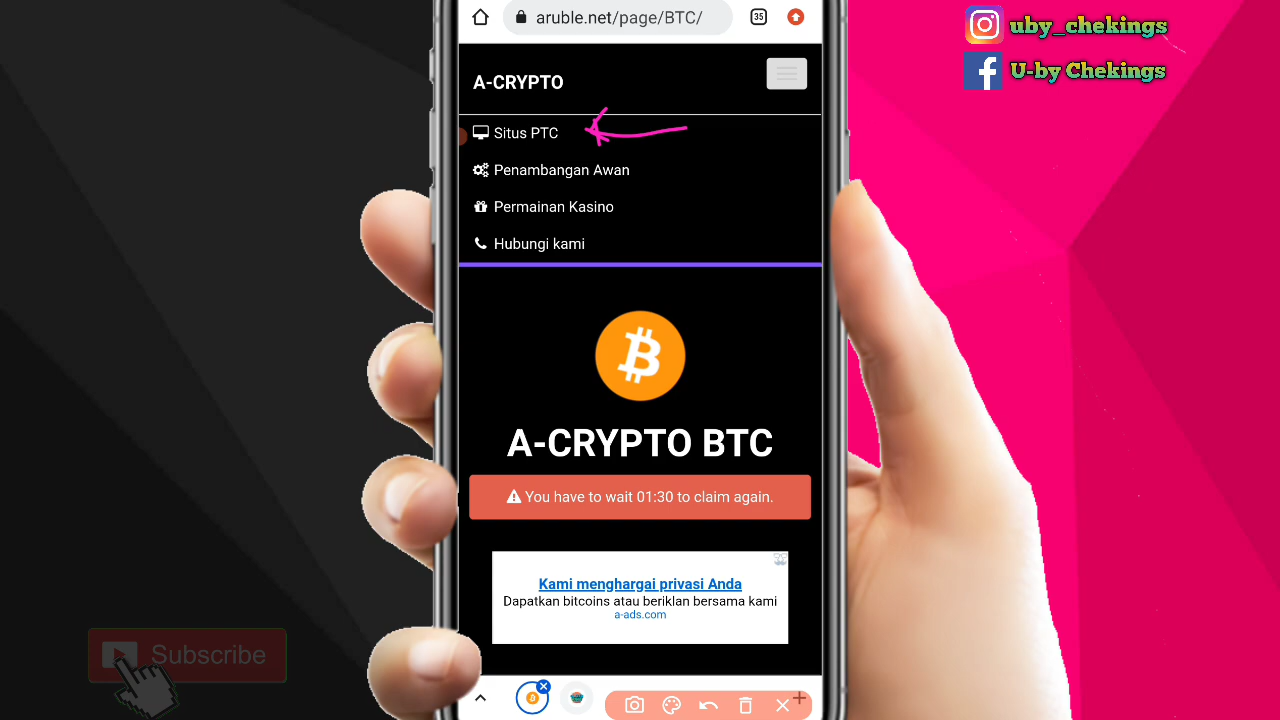 aruble.net/page/BTC/
35
uby_chekings
U-by Chekings
A-CRYPTO
Situs PTC
Penambangan Awan
Permainan Kasino
Hubungi kami
A-CRYPTO BTC
You have to wait 01:30 to claim again.
Kami menghargai privasi Anda
Dapatkan bitcoins atau beriklan bersama kami
a-ads.com
Subscribe